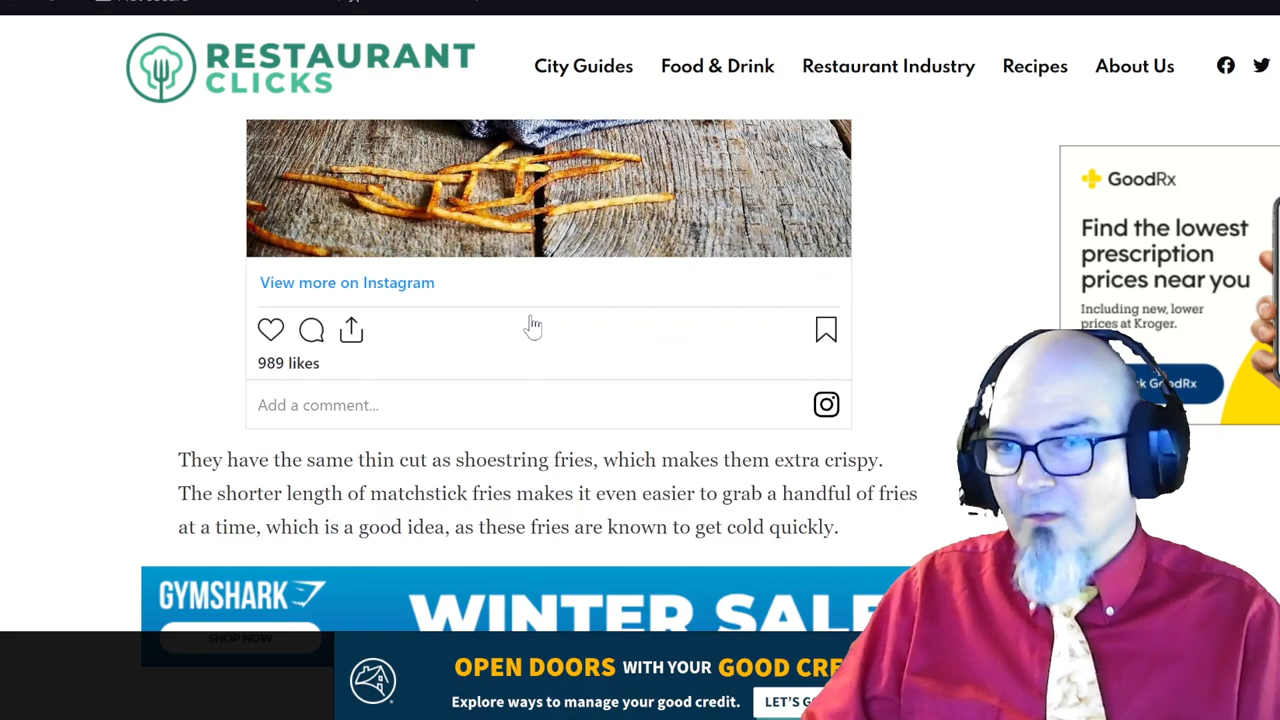 RESTAURANT
CLICKS
City Guides Food & Drink Restaurant Industry Recipes About Us
View more on Instagram
989 likes
Add a comment...
They have the same thin cut as shoestring fries, which makes them extra crispy.
The shorter length of matchstick fries makes it even easier to grab a handful of fries
at a time, which is a good idea, as these fries are known to get cold quickly.
GoodRx
Find the lowest
prescription
prices near you
Including new, lower
prices at Kroger.
GoodRx
GYMSHARK
SHOP NOW
WINTER SALE
OPEN DOORS WITH YOUR GOOD
Explore ways to manage your good credit.